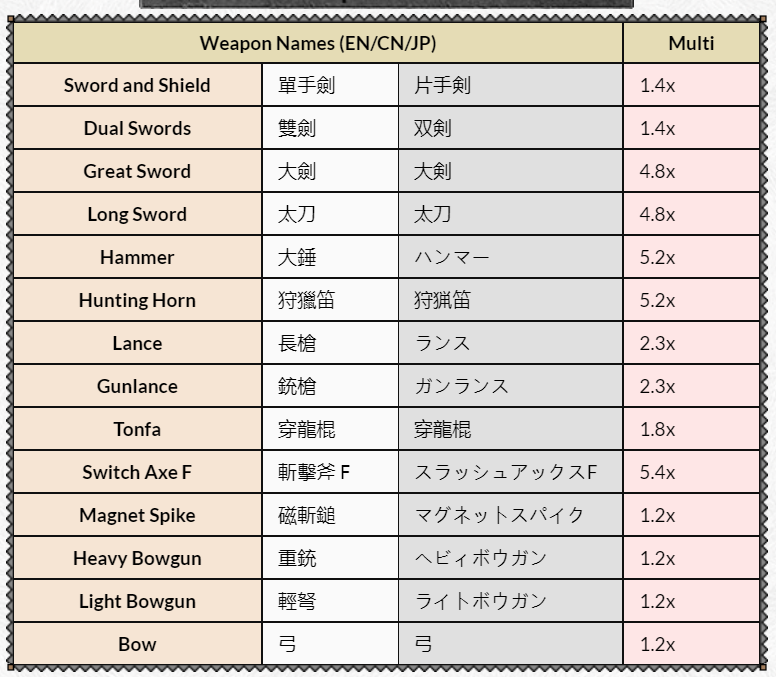 Weapon Names (EN/CN/JP) Multi
Sword and Shield 單手劍 片手剣 1.4x
Dual Swords 雙劍 双剣 1.4x
Great Sword 大劍 大剣 4.8x
Long Sword 太刀 太刀 4.8x
Hammer 大錘 ハンマー 5.2x
Hunting Horn 狩獵笛 狩猟笛 5.2x
Lance 長槍 ランス 2.3x
Gunlance 銃槍 ガンランス 2.3x
Tonfa 穿龍棍 穿龍棍 1.8x
Switch Axe F 斬擊斧 F スラッシュアックスF 5.4x
Magnet Spike 磁斬鎚 マグネットスパイク 1.2x
Heavy Bowgun 重銃 ヘビィボウガン 1.2x
Light Bowgun 輕弩 ライトボウガン 1.2x
Bow 弓 弓 1.2x